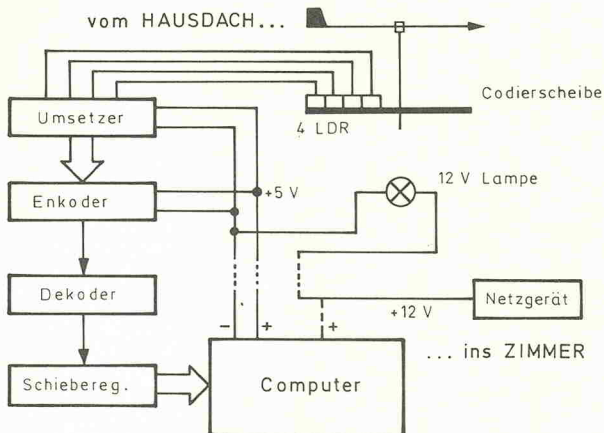 vom HAUSDACH...
Codierscheibe
4 LDR
Umsetzer
12 V Lampe
+5 V
Enkoder
Dekoder
Netzgerät
+12 V
- + +
... ins ZIMMER
Schiebereg.
Computer